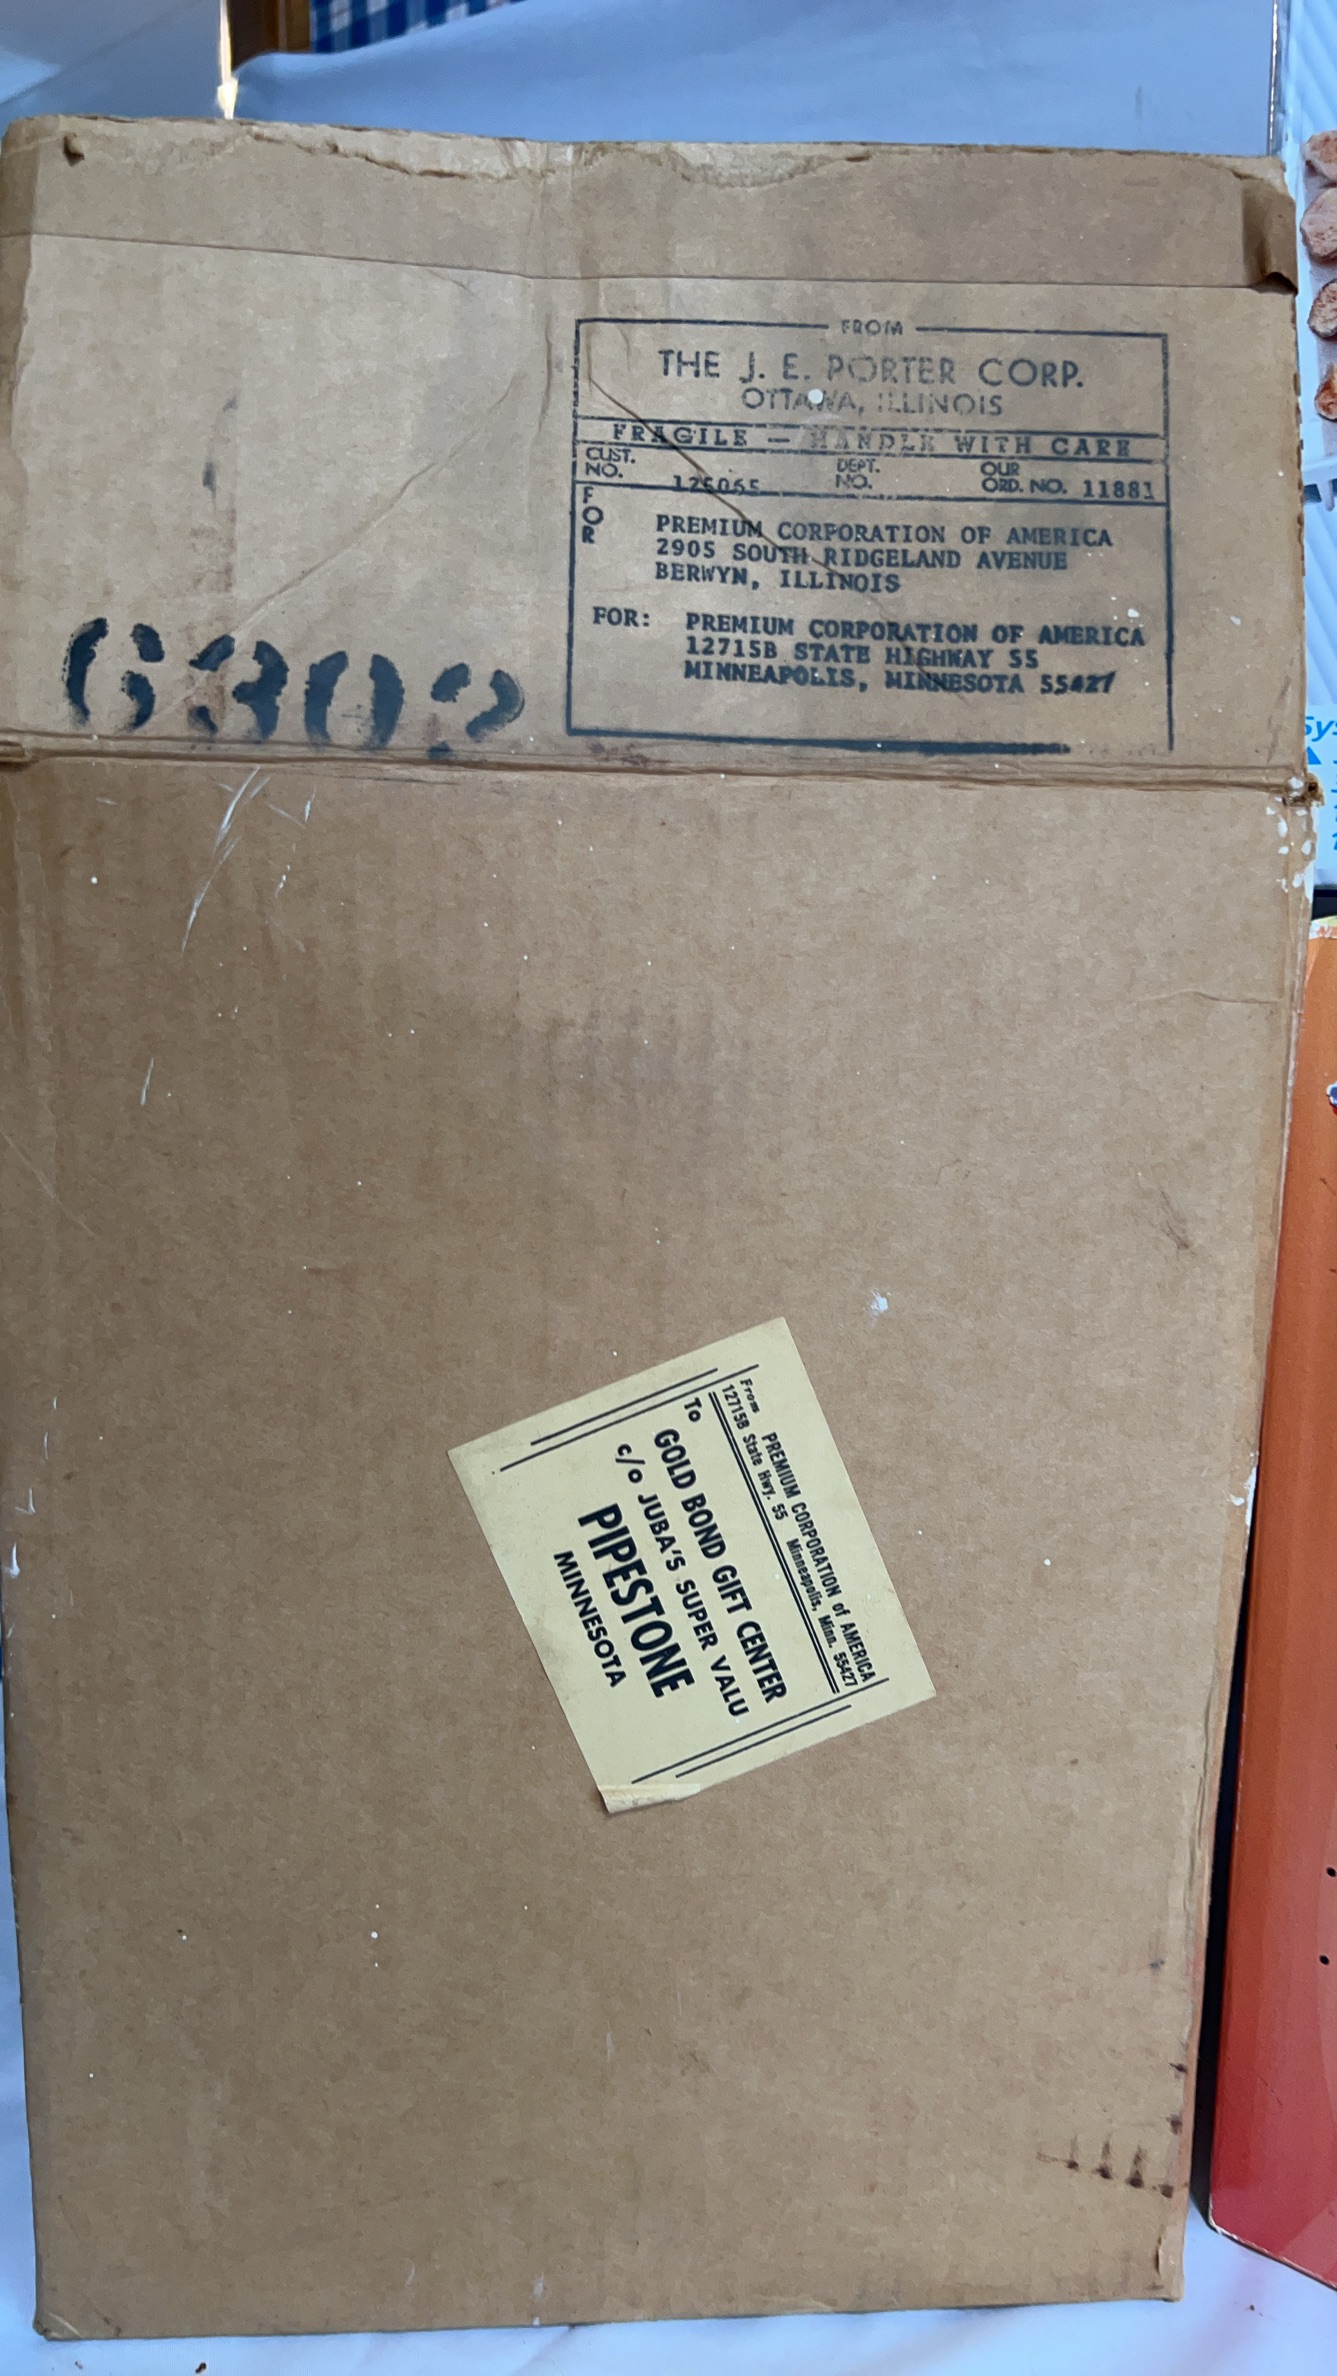 FROM
THE J. E. PORTER CORP.
OTTAWA, ILLINOIS
FRAGILE — HANDLE WITH CARE
CUST. NO. 125065 DEPT. NO. OUR ORD. NO. 11881
FOR PREMIUM CORPORATION OF AMERICA
2905 SOUTH RIDGELAND AVENUE
BERWYN, ILLINOIS
FOR: PREMIUM CORPORATION OF AMERICA
12715B STATE HIGHWAY 55
MINNEAPOLIS, MINNESOTA 55427
6302
From PREMIUM CORPORATION of AMERICA
12715B State Hwy. 55 Minneapolis, Minn. 55427
To GOLD BOND GIFT CENTER
c/o JUBA'S SUPER VALU
PIPESTONE
MINNESOTA